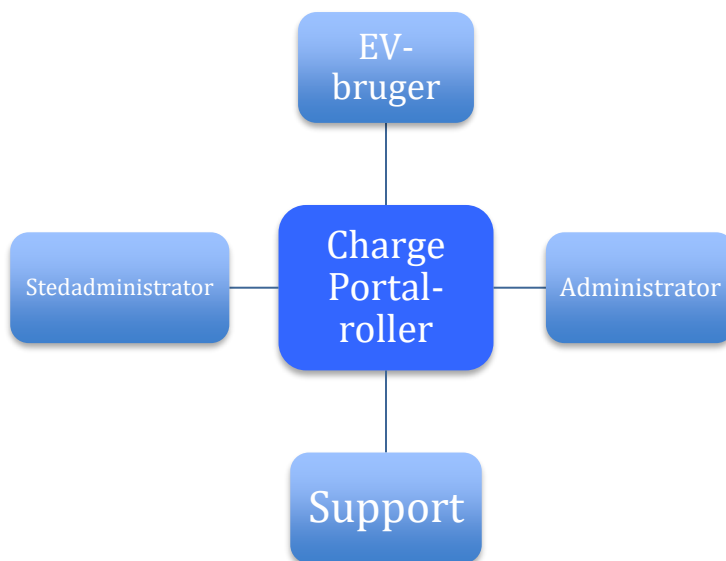 EV-
bruger
Stedadministrator
Charge
Portal-
roller
Administrator
Support